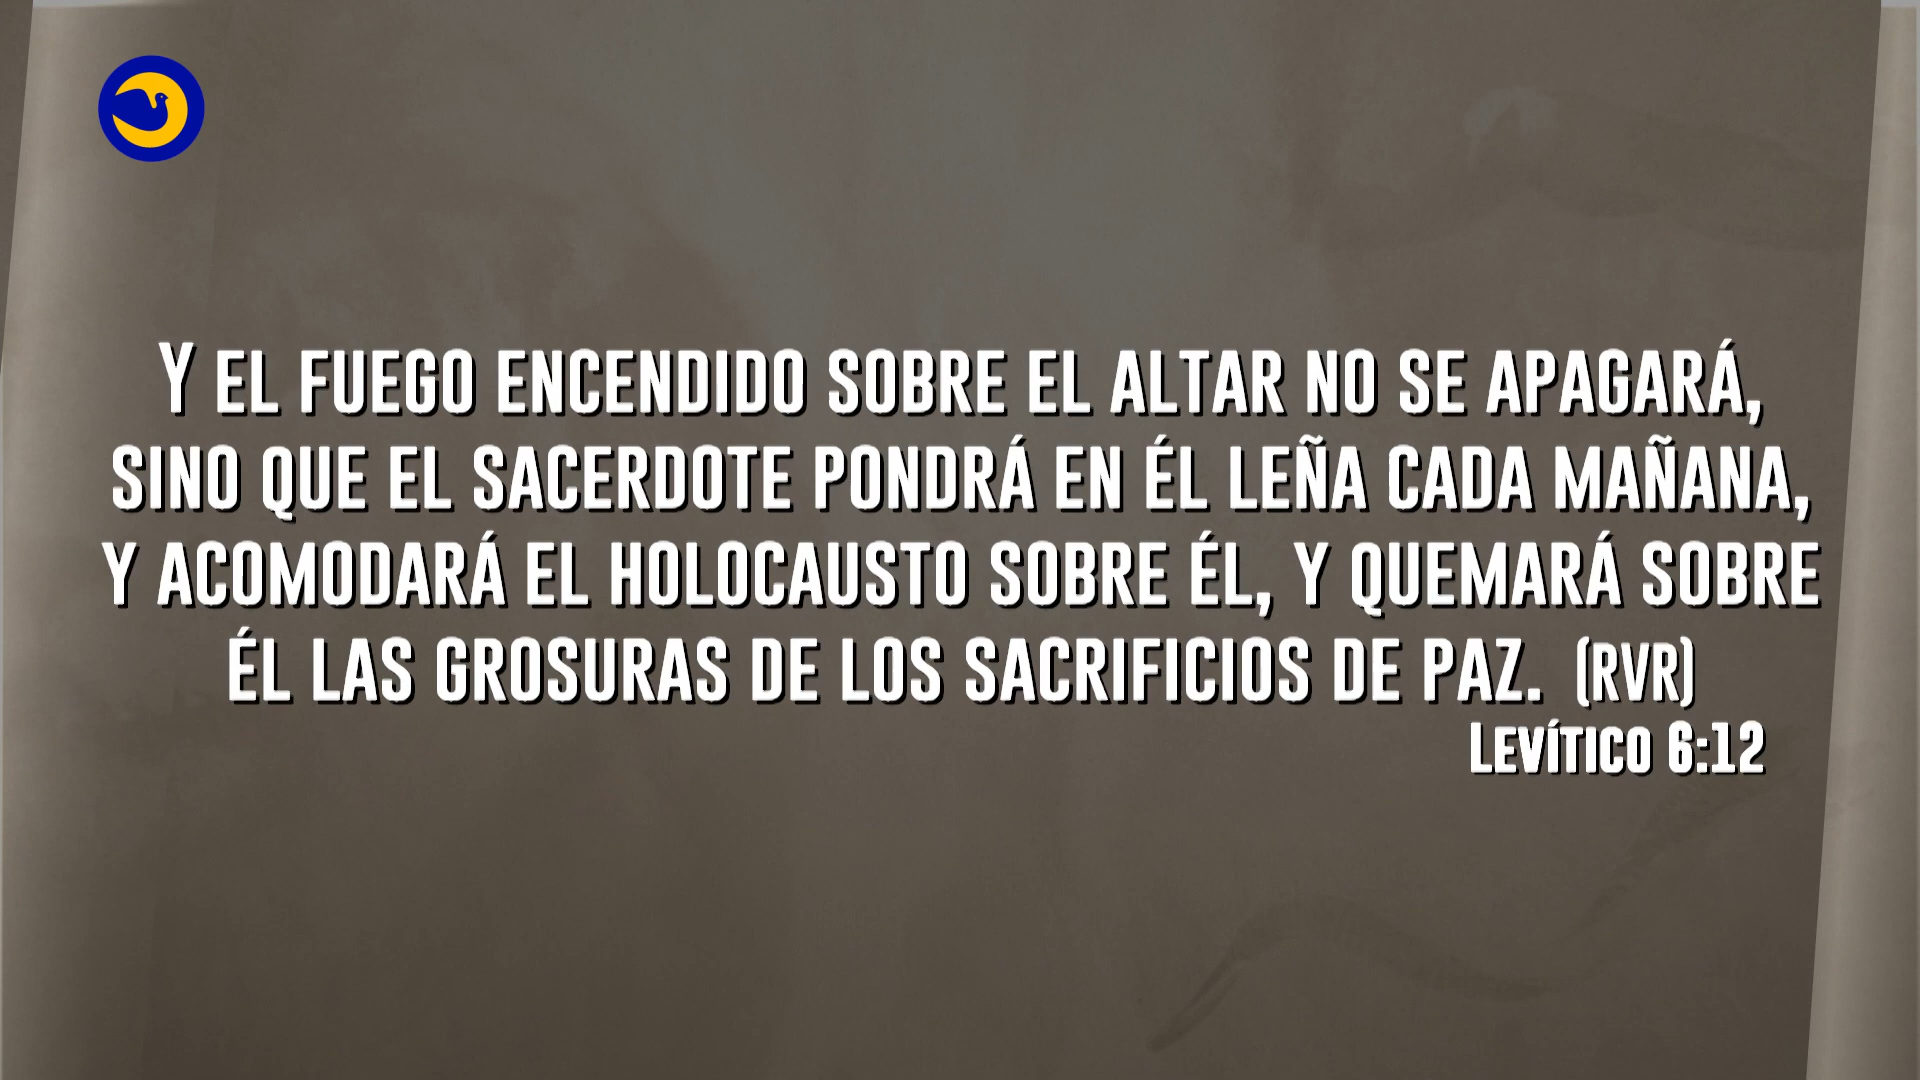 Y EL FUEGO ENCENDIDO SOBRE EL ALTAR NO SE APAGARÁ,
SINO QUE EL SACERDOTE PONDRÁ EN ÉL LEÑA CADA MAÑANA,
Y ACOMODARÁ EL HOLOCAUSTO SOBRE ÉL, Y QUEMARÁ SOBRE
ÉL LAS GROSURAS DE LOS SACRIFICIOS DE PAZ. (RVR)
LEVÍTICO 6:12